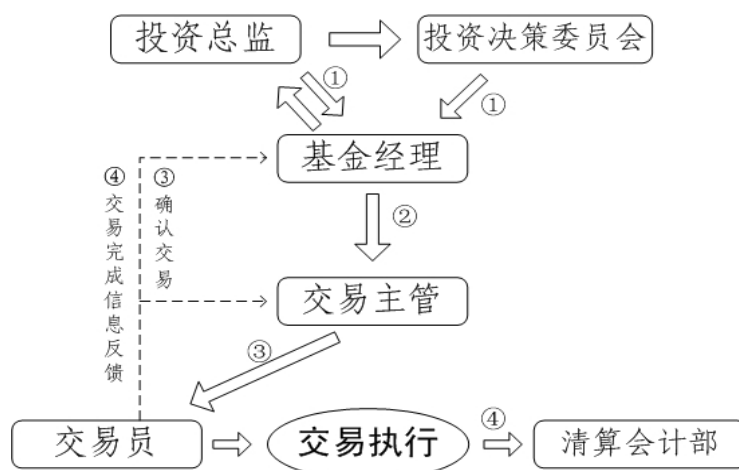 投资总监
投资决策委员会
①
①
基金经理
②
④交易完成信息反馈
③确认交易
交易主管
③
交易员
交易执行
④
清算会计部